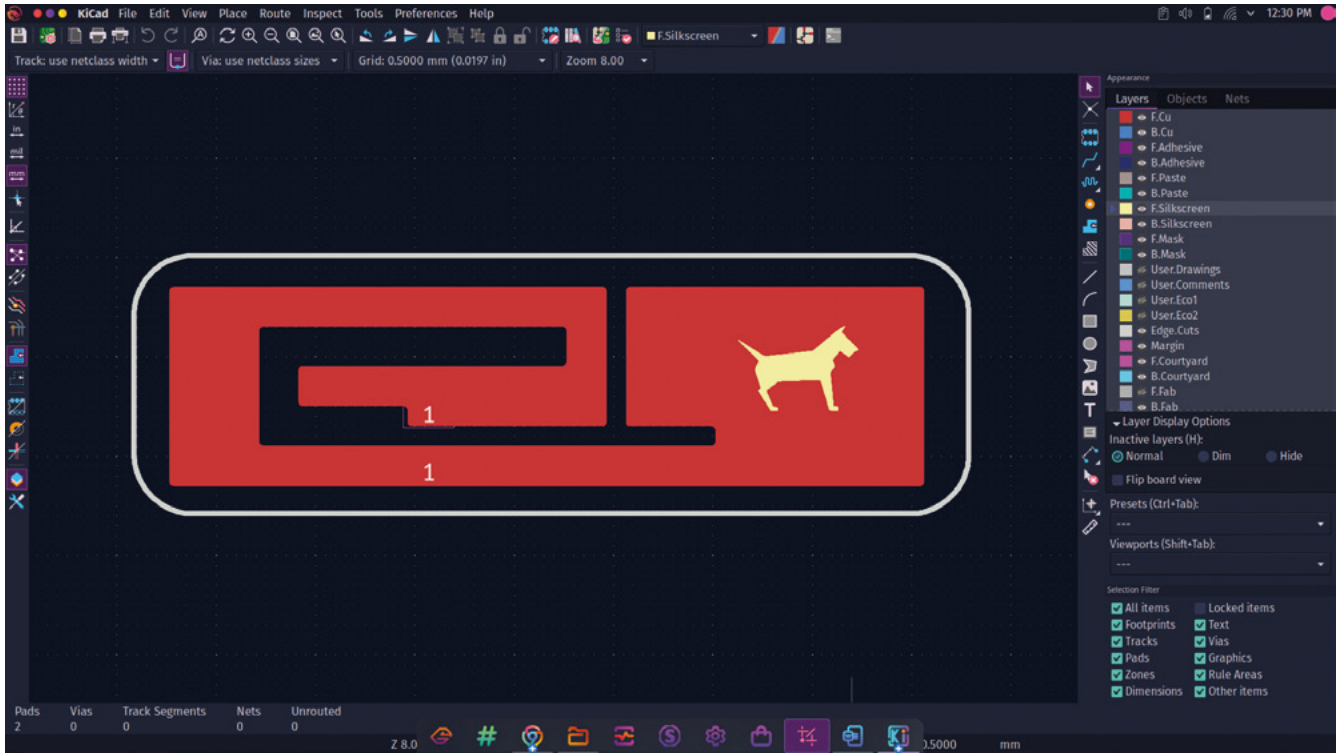 KiCad File Edit View Place Route Inspect Tools Preferences Help
12:30 PM
F.Silkscreen
Track: use netclass width
Via: use netclass sizes
Grid: 0.5000 mm (0.0197 in)
Zoom 8.00
in
mil
mm
1
1
Appearance
Layers Objects Nets
F.Cu
B.Cu
F.Adhesive
B.Adhesive
F.Paste
B.Paste
F.Silkscreen
B.Silkscreen
F.Mask
B.Mask
User.Drawings
User.Comments
User.Eco1
User.Eco2
Edge.Cuts
Margin
F.Courtyard
B.Courtyard
F.Fab
B.Fab
Layer Display Options
Inactive layers (H):
Normal Dim Hide
Flip board view
Presets (Ctrl+Tab):
---
Viewports (Shift+Tab):
---
Selection Filter
All items Locked items
Footprints Text
Tracks Vias
Pads Graphics
Zones Rule Areas
Dimensions Other items
Pads Vias Track Segments Nets Unrouted
2 0 0 0 0
Z 8.0
0.5000 mm